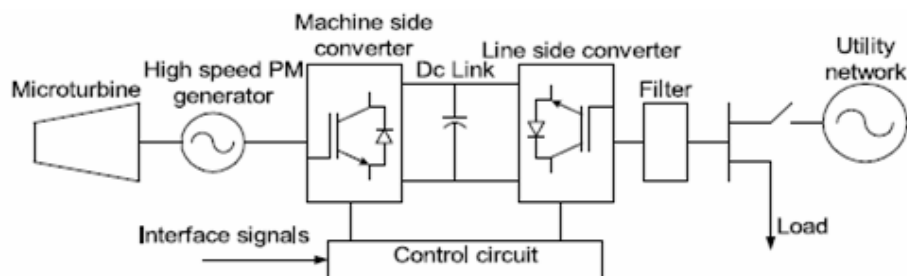 Microturbine
High speed PM
generator
Machine side
converter
Dc Link
Line side converter
Filter
Utility
network
Load
Interface signals
Control circuit